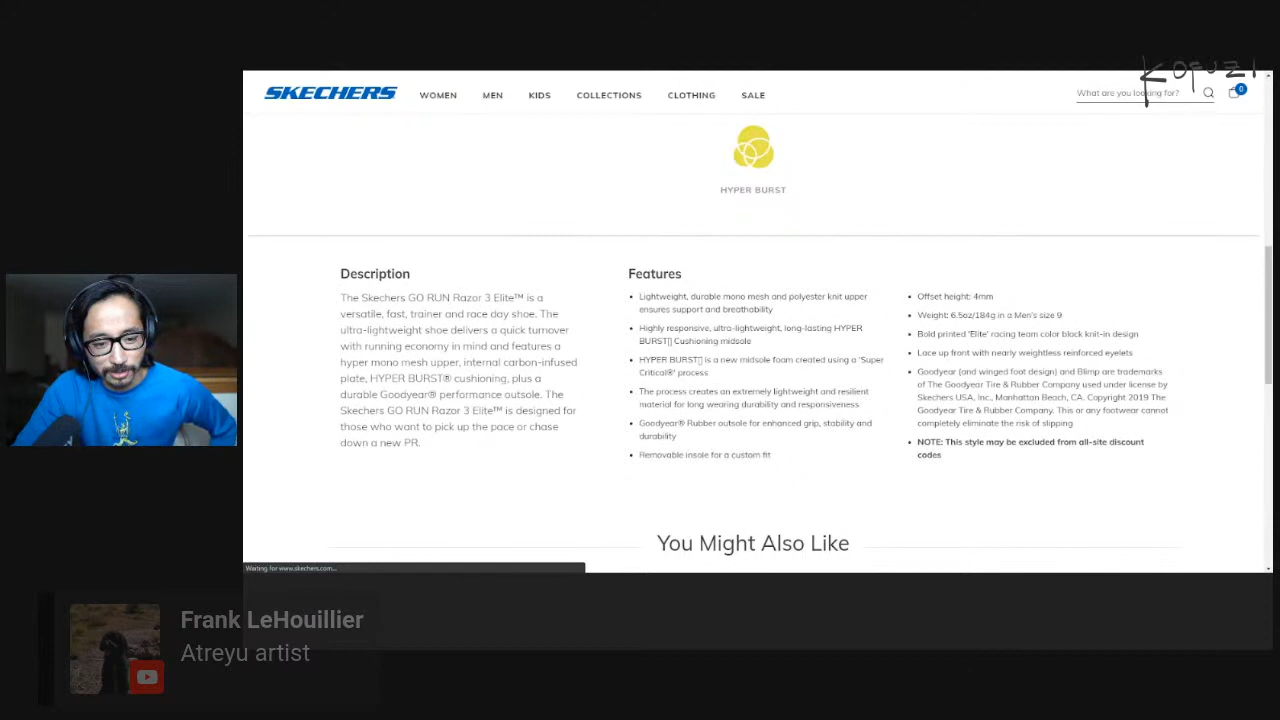 KOFUZI
SKECHERS
WOMEN
MEN
KIDS
COLLECTIONS
CLOTHING
SALE
What are you looking for?
0
HYPER BURST
Description
The Skechers GO RUN Razor 3 Elite™ is a
versatile, fast, trainer and race day shoe. The
ultra-lightweight shoe delivers a quick turnover
with running economy in mind and features a
hyper mono mesh upper, internal carbon-infused
plate, HYPER BURST® cushioning, plus a
durable Goodyear® performance outsole. The
Skechers GO RUN Razor 3 Elite™ is designed for
those who want to pick up the pace or chase
down a new PR.
Features
Lightweight, durable mono mesh and polyester knit upper
ensures support and breathability
Highly responsive, ultra-lightweight, long-lasting HYPER
BURST▯ Cushioning midsole
HYPER BURST▯ is a new midsole foam created using a 'Super
Critical®' process
The process creates an extremely lightweight and resilient
material for long wearing durability and responsiveness
Goodyear® Rubber outsole for enhanced grip, stability and
durability
Removable insole for a custom fit
Offset height: 4mm
Weight: 6.5oz/184g in a Men's size 9
Bold printed 'Elite' racing team color block knit-in design
Lace up front with nearly weightless reinforced eyelets
Goodyear (and winged foot design) and Blimp are trademarks
of The Goodyear Tire & Rubber Company used under license by
Skechers USA, Inc., Manhattan Beach, CA. Copyright 2019 The
Goodyear Tire & Rubber Company. This or any footwear cannot
completely eliminate the risk of slipping
NOTE: This style may be excluded from all-site discount
codes
You Might Also Like
Waiting for www.skechers.com...
Frank LeHouillier
Atreyu artist